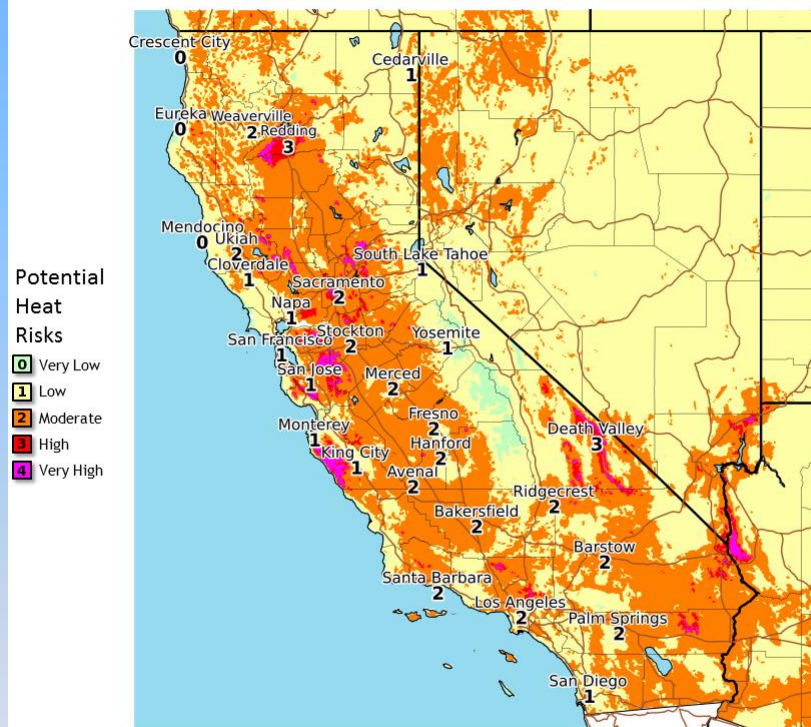 Crescent City
0
Cedarville
1
Eureka
0
Weaverville
2
Redding
3
Mendocino
0
Ukiah
2
Cloverdale
1
South Lake Tahoe
1
Sacramento
2
Napa
1
San Francisco
1
Stockton
2
Yosemite
1
San Jose
1
Merced
2
Potential
Heat
Risks
0 Very Low
1 Low
2 Moderate
3 High
4 Very High
Monterey
1
Fresno
2
Death Valley
3
King City
1
Hanford
2
Avenal
2
Ridgecrest
2
Bakersfield
2
Barstow
2
Santa Barbara
2
Los Angeles
2
Palm Springs
2
San Diego
1